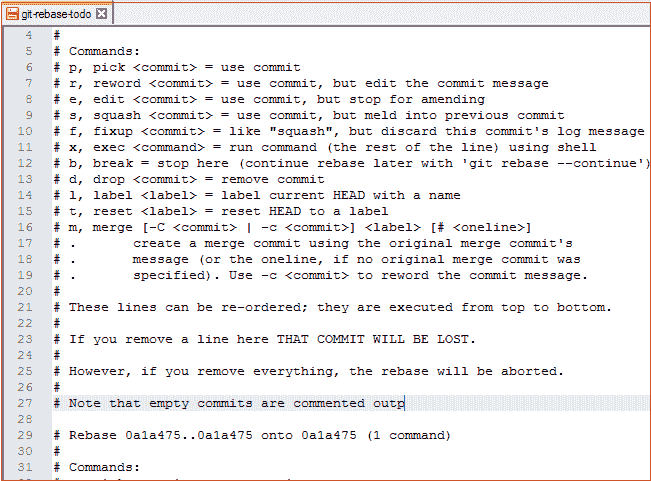 git-rebase-todo
4 #
5 # Commands:
6 # p, pick <commit> = use commit
7 # r, reword <commit> = use commit, but edit the commit message
8 # e, edit <commit> = use commit, but stop for amending
9 # s, squash <commit> = use commit, but meld into previous commit
10 # f, fixup <commit> = like "squash", but discard this commit's log message
11 # x, exec <command> = run command (the rest of the line) using shell
12 # b, break = stop here (continue rebase later with 'git rebase --continue')
13 # d, drop <commit> = remove commit
14 # l, label <label> = label current HEAD with a name
15 # t, reset <label> = reset HEAD to a label
16 # m, merge [-C <commit> | -c <commit>] <label> [# <oneline>]
17 # .       create a merge commit using the original merge commit's
18 # .       message (or the oneline, if no original merge commit was
19 # .       specified). Use -c <commit> to reword the commit message.
20 #
21 # These lines can be re-ordered; they are executed from top to bottom.
22 #
23 # If you remove a line here THAT COMMIT WILL BE LOST.
24 #
25 # However, if you remove everything, the rebase will be aborted.
26 #
27 # Note that empty commits are commented outp
28
29 # Rebase 0a1a475..0a1a475 onto 0a1a475 (1 command)
30 #
31 # Commands: